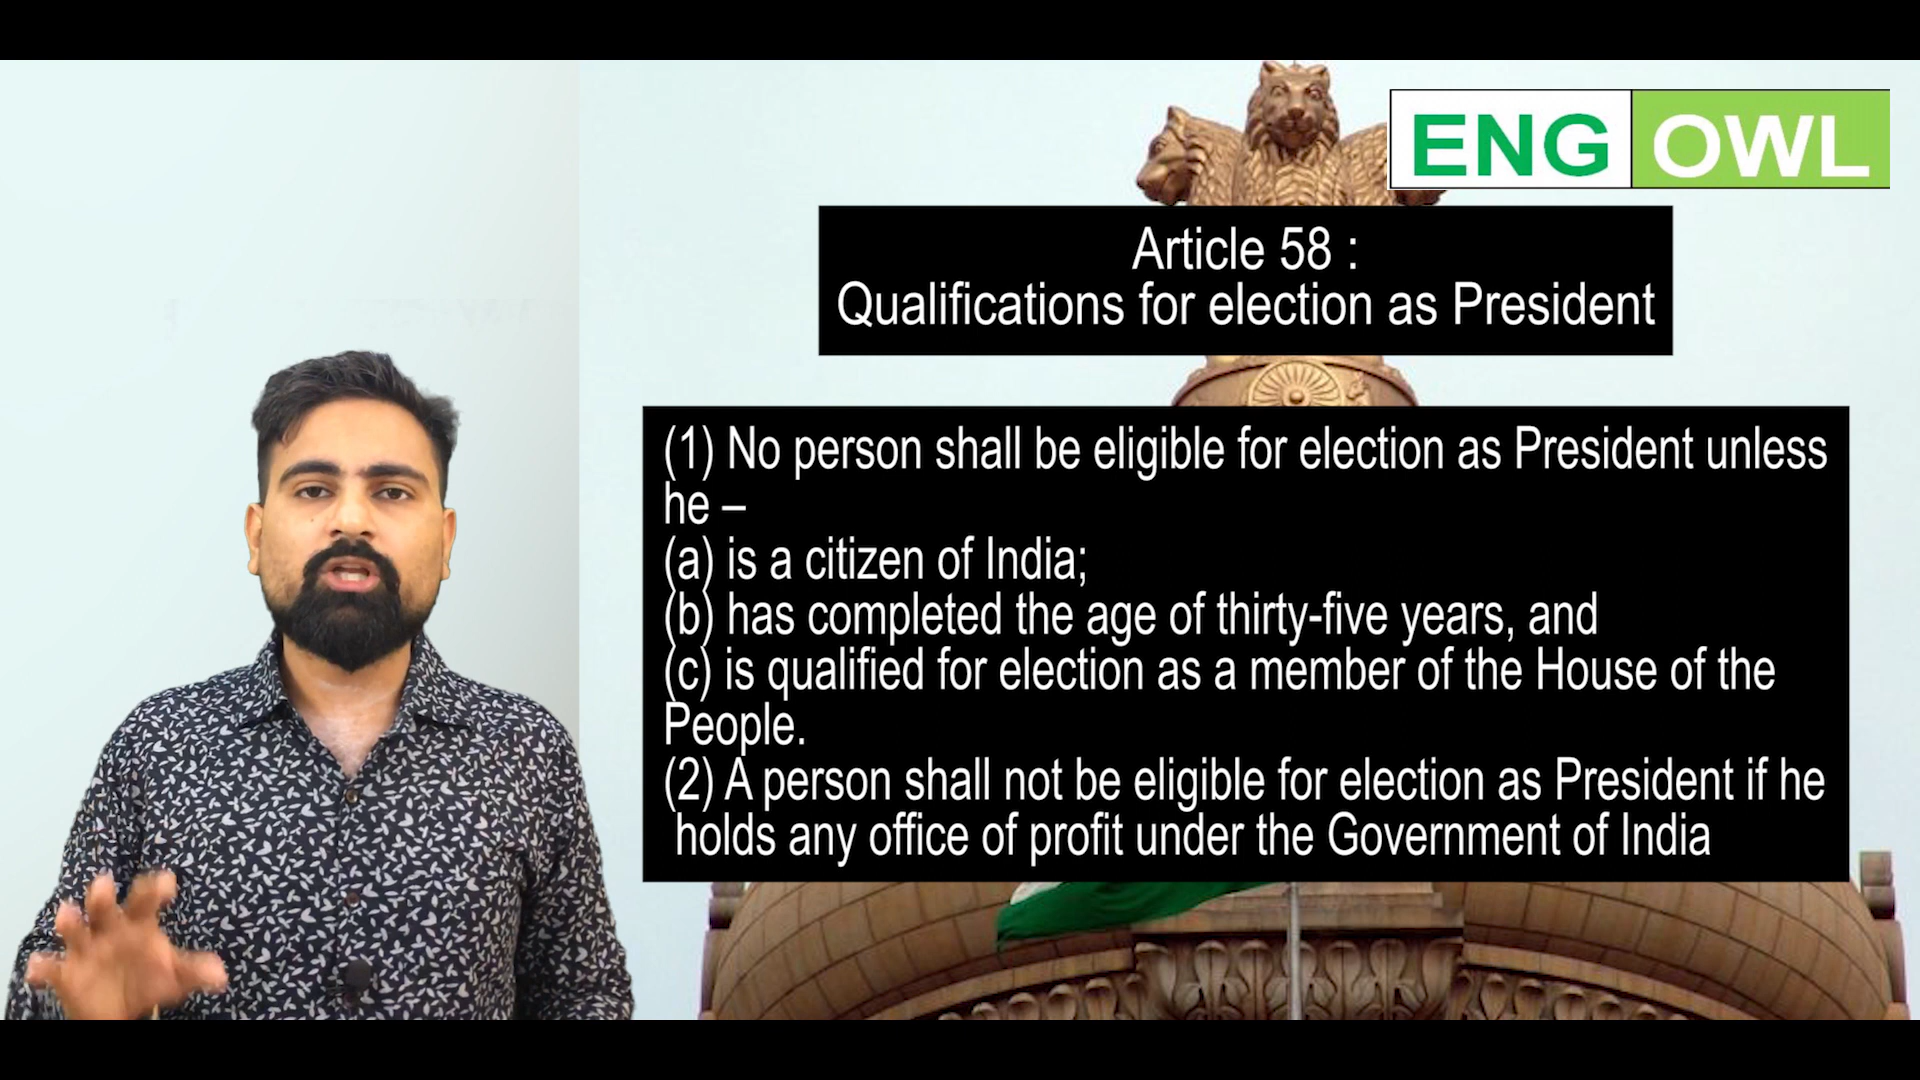 ENG OWL
Article 58 :
Qualifications for election as President
(1) No person shall be eligible for election as President unless
he –
(a) is a citizen of India;
(b) has completed the age of thirty-five years, and
(c) is qualified for election as a member of the House of the
People.
(2) A person shall not be eligible for election as President if he
holds any office of profit under the Government of India